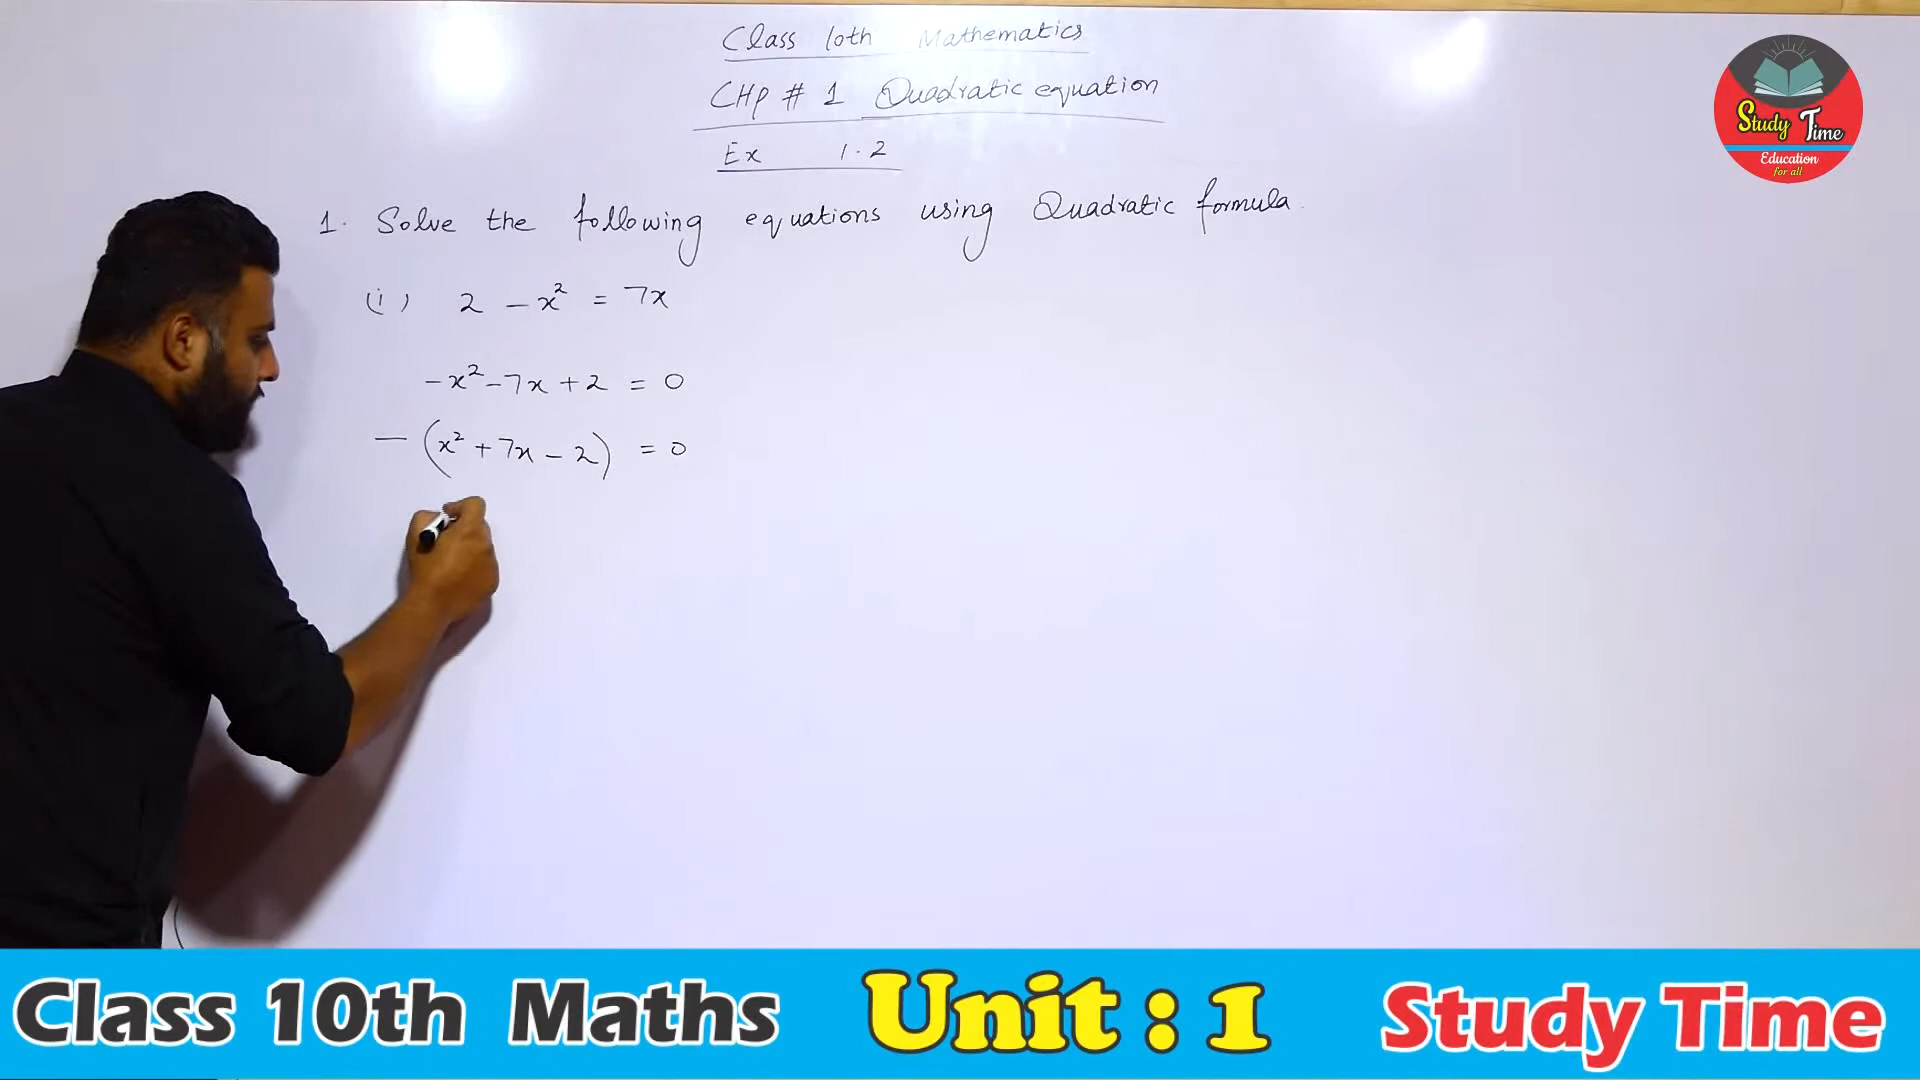 Class 10th Mathematics
CHP # 1 Quadratic equation
Ex 1.2
1. Solve the following equations using Quadratic formula.
(i) 2 - x² = 7x
-x² - 7x + 2 = 0
- (x² + 7x - 2) = 0
Study Time
Education
for all
Class 10th Maths Unit : 1 Study Time